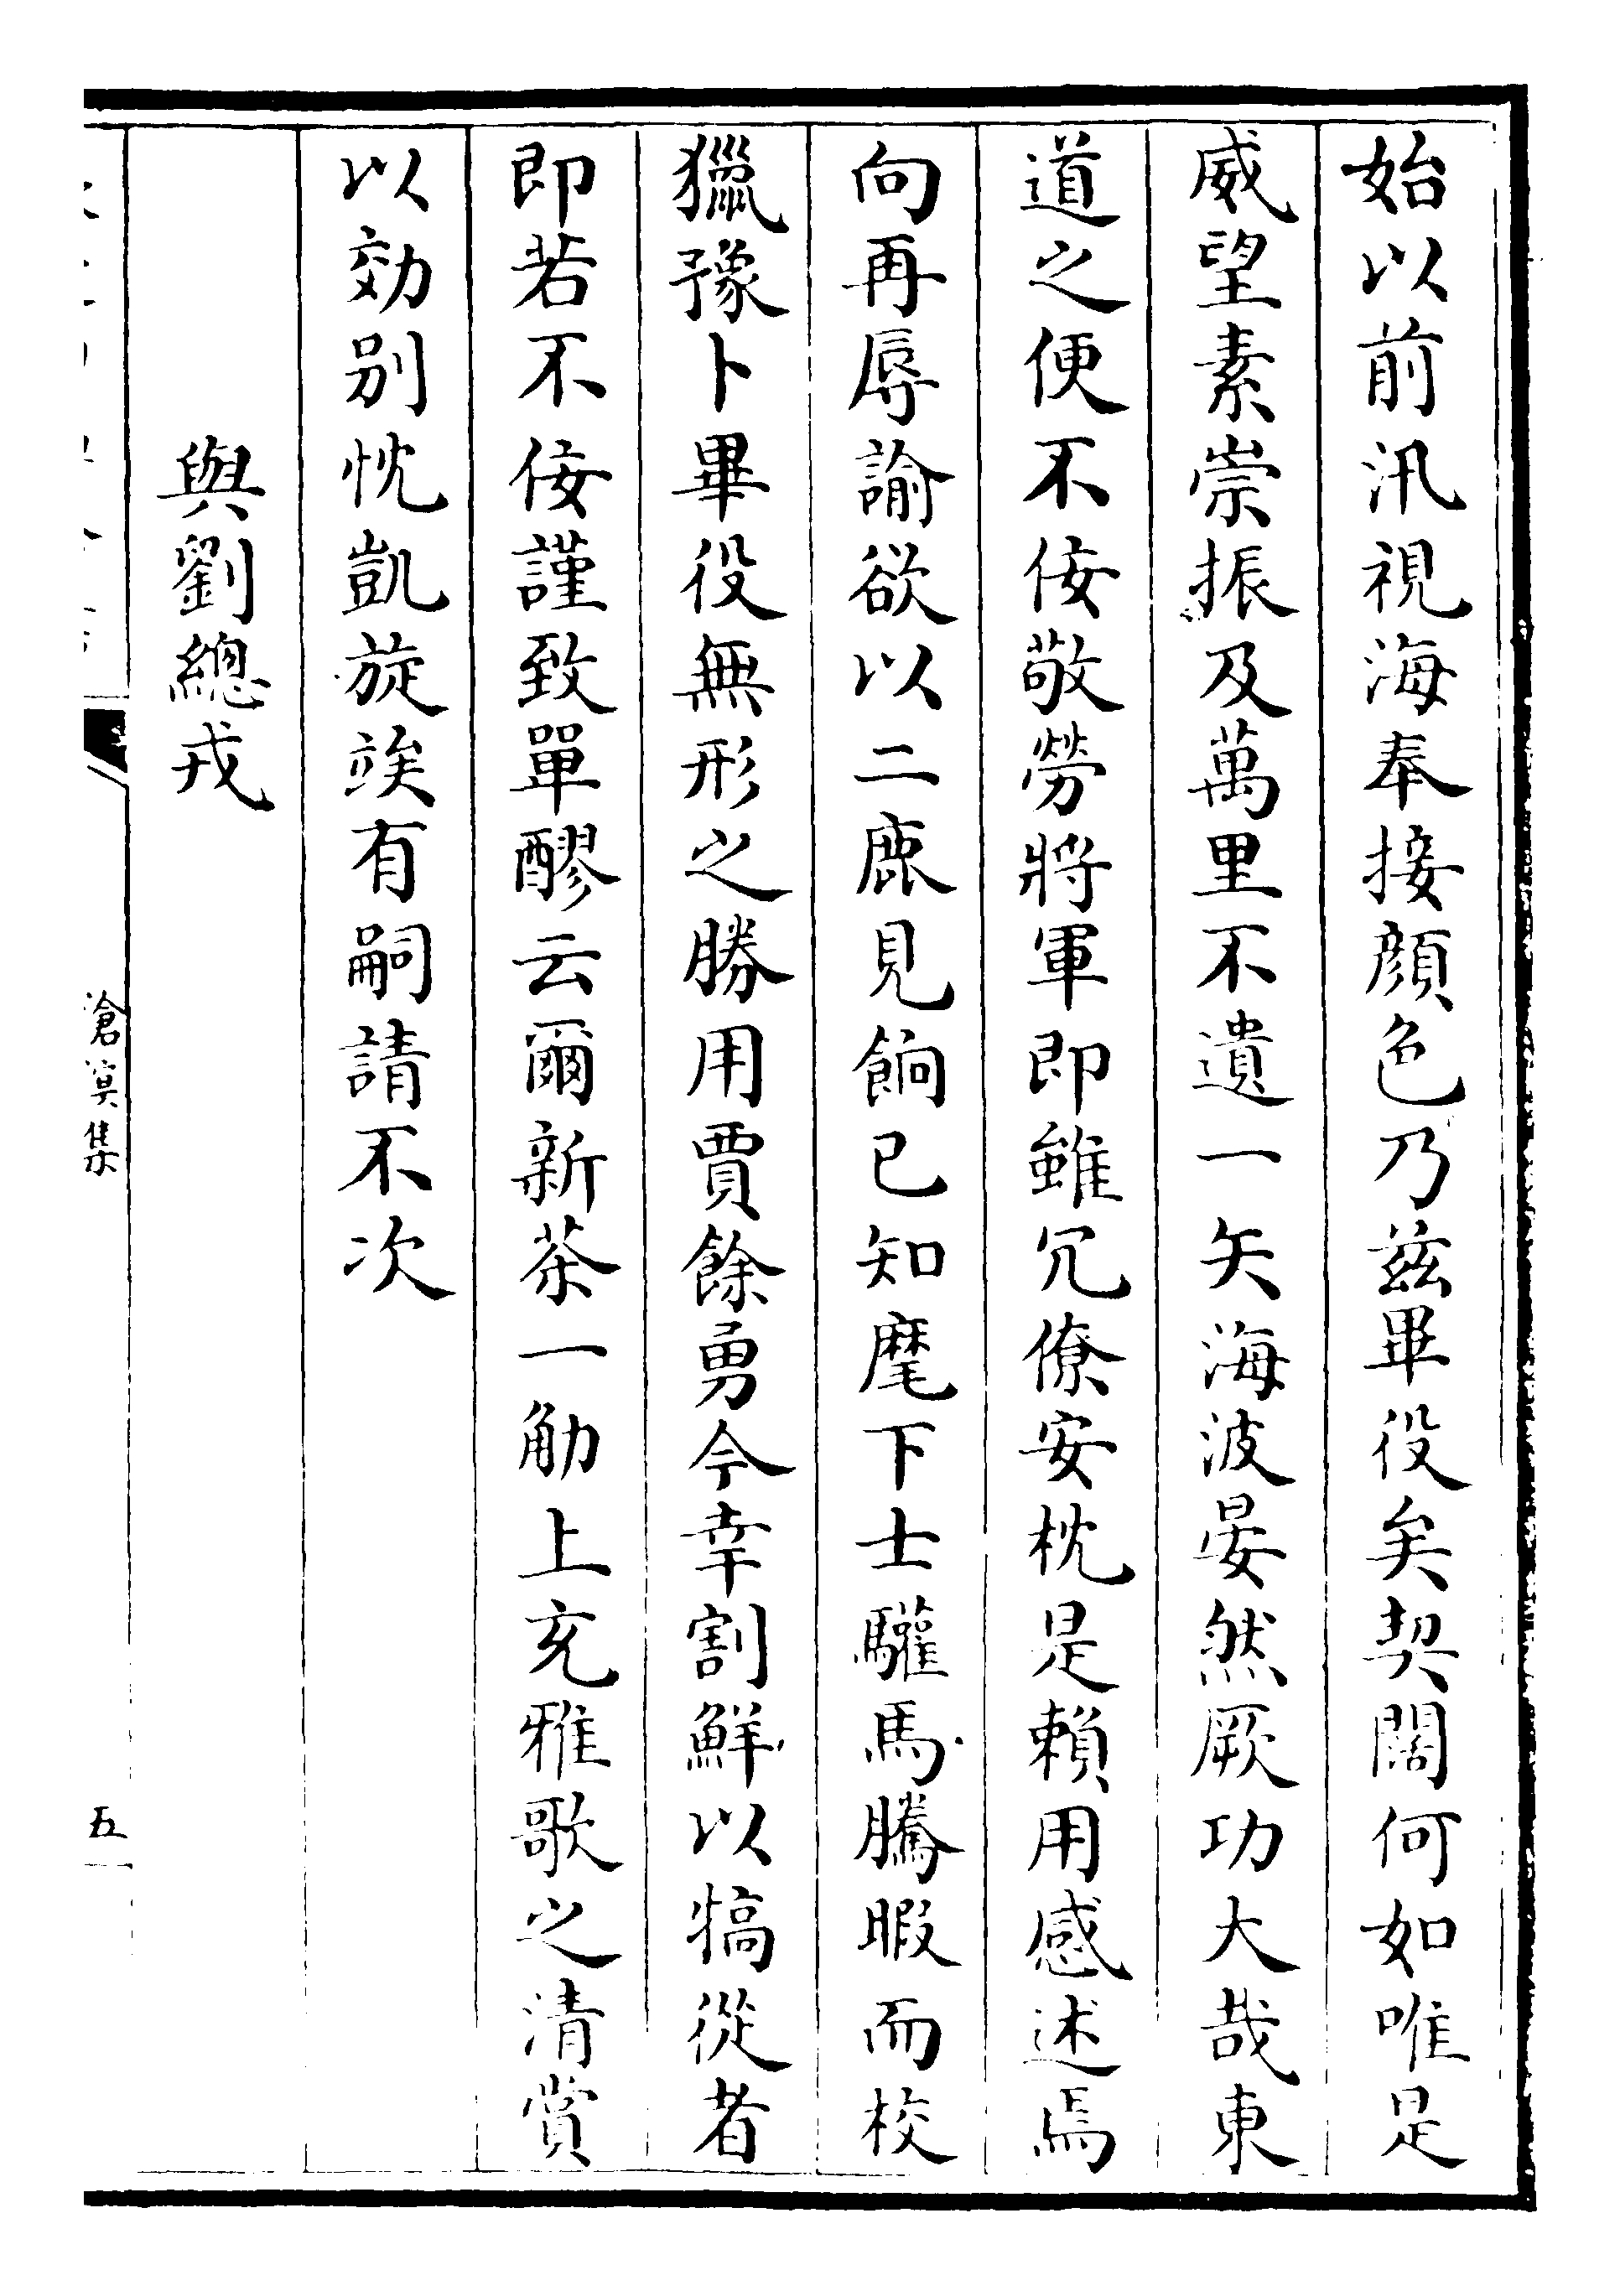 始以前汛視海奉接顔色乃兹畢役矣契闊何如唯是
威望素崇振及萬里不遺一矢海波晏然厥功大哉東
道之便不佞敬勞將軍即雖冗僚安枕是賴用感述焉
向再辱諭欲以二鹿見餉已知麾下士驩馬騰暇而校
獵豫卜畢役無形之勝用賈餘勇今幸割鮮以犒從者
即若不佞謹致單醪云爾新茶一觔上充雅歌之清賞
以効别忱凱旋竢有嗣請不次
與劉總戎
滄溟集
五